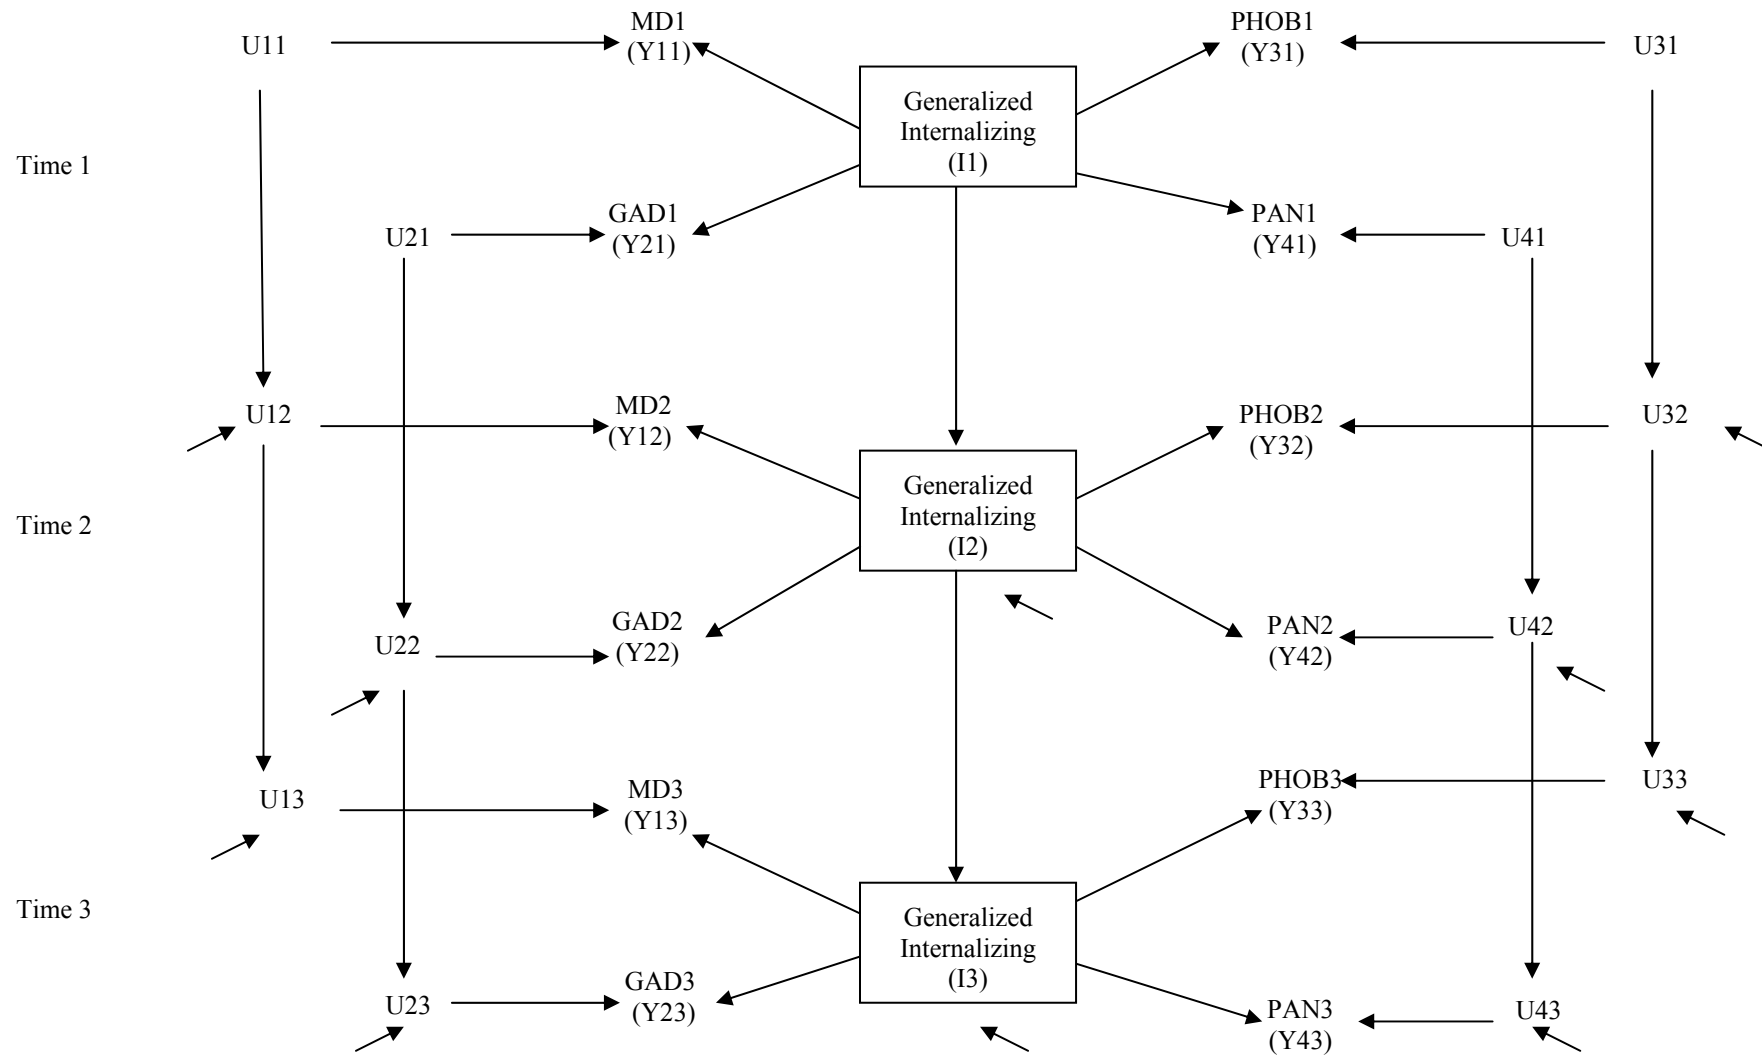 MD1
(Y11)
PHOB1
(Y31)
U11
U31
Generalized
Internalizing
(I1)
Time 1
GAD1
(Y21)
PAN1
(Y41)
U21
U41
U12
MD2
(Y12)
PHOB2
(Y32)
U32
Generalized
Internalizing
(I2)
Time 2
U22
GAD2
(Y22)
PAN2
(Y42)
U42
U13
MD3
(Y13)
PHOB3
(Y33)
U33
Time 3
Generalized
Internalizing
(I3)
U23
GAD3
(Y23)
PAN3
(Y43)
U43